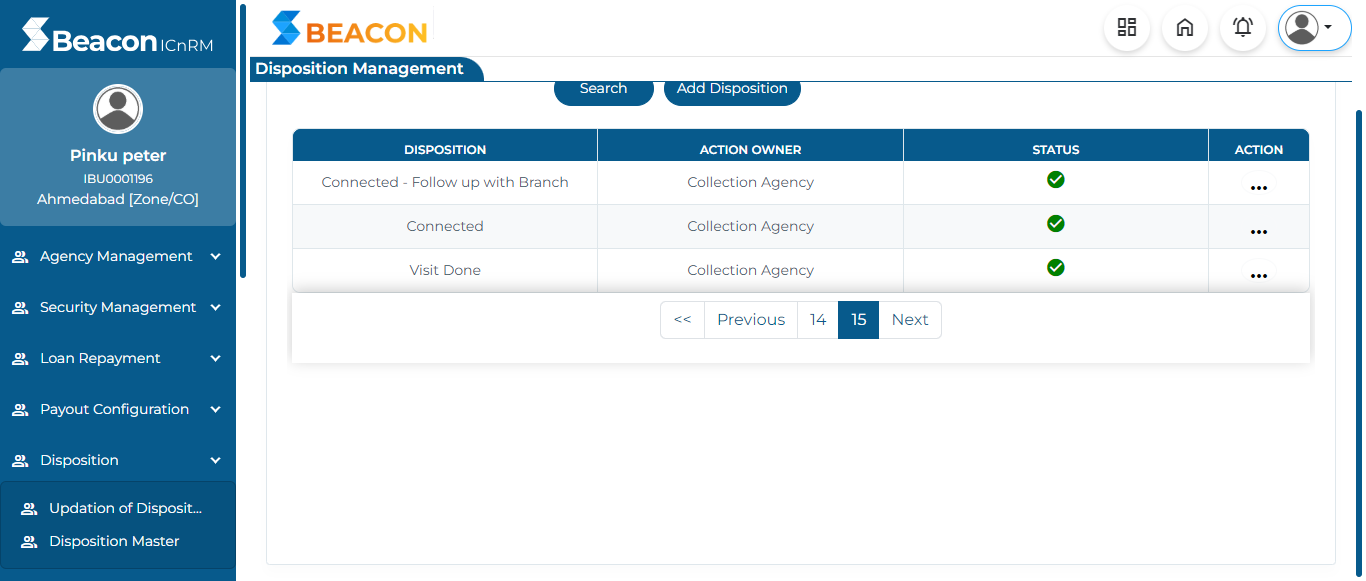 Beacon ICnRM
Pinku peter
IBU0001196
Ahmedabad [Zone/CO]
Agency Management
Security Management
Loan Repayment
Payout Configuration
Disposition
Updation of Disposit...
Disposition Master
BEACON
Disposition Management
Search Add Disposition
DISPOSITION ACTION OWNER STATUS ACTION
Connected - Follow up with Branch Collection Agency
Connected Collection Agency
Visit Done Collection Agency
<< Previous 14 15 Next